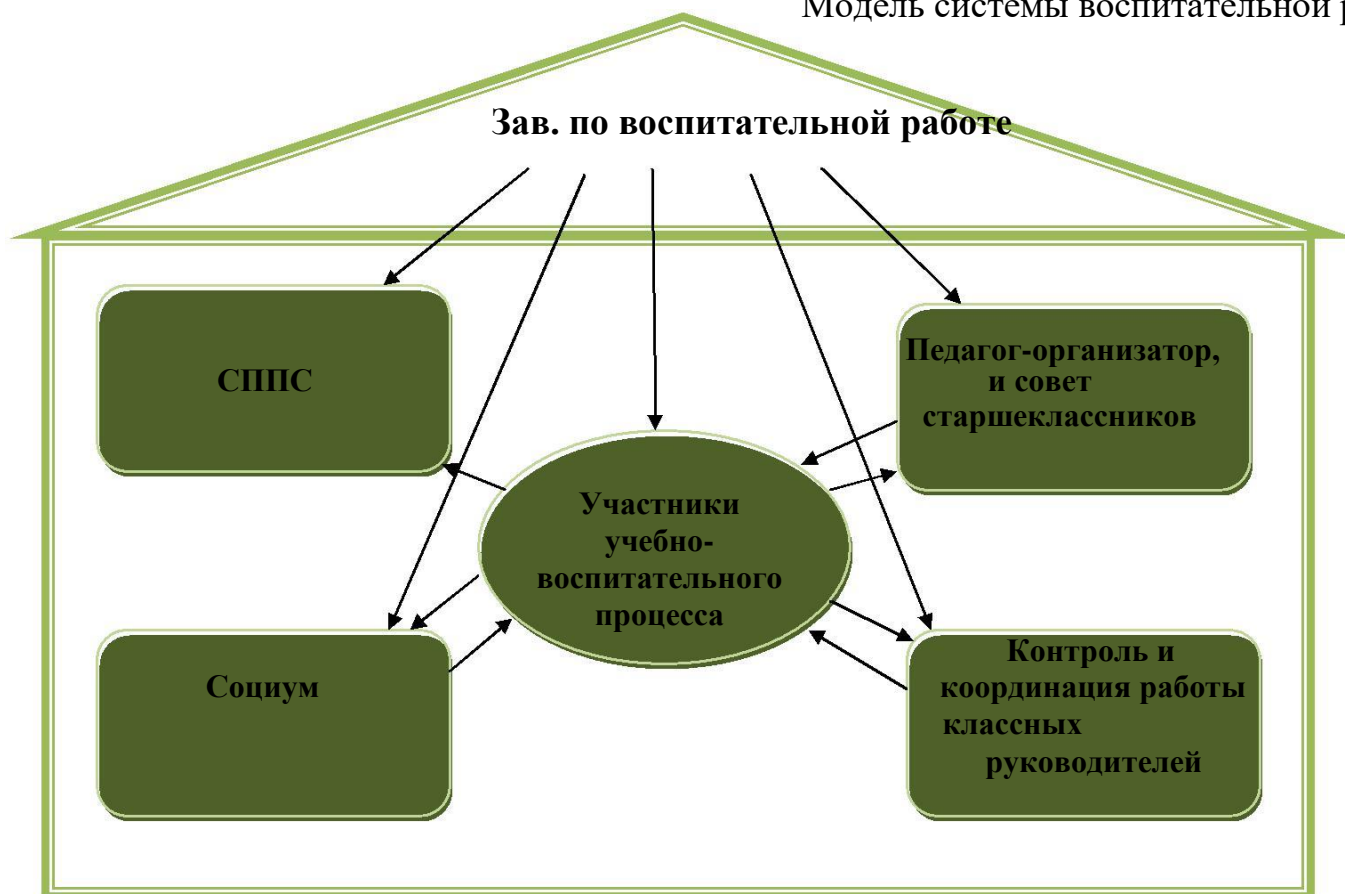 Модель системы воспитательной
Зав. по воспитательной работе
СППС
Педагог-организатор,
и совет
старшеклассников
Участники
учебно-
воспитательного
процесса
Социум
Контроль и
координация работы
классных
руководителей